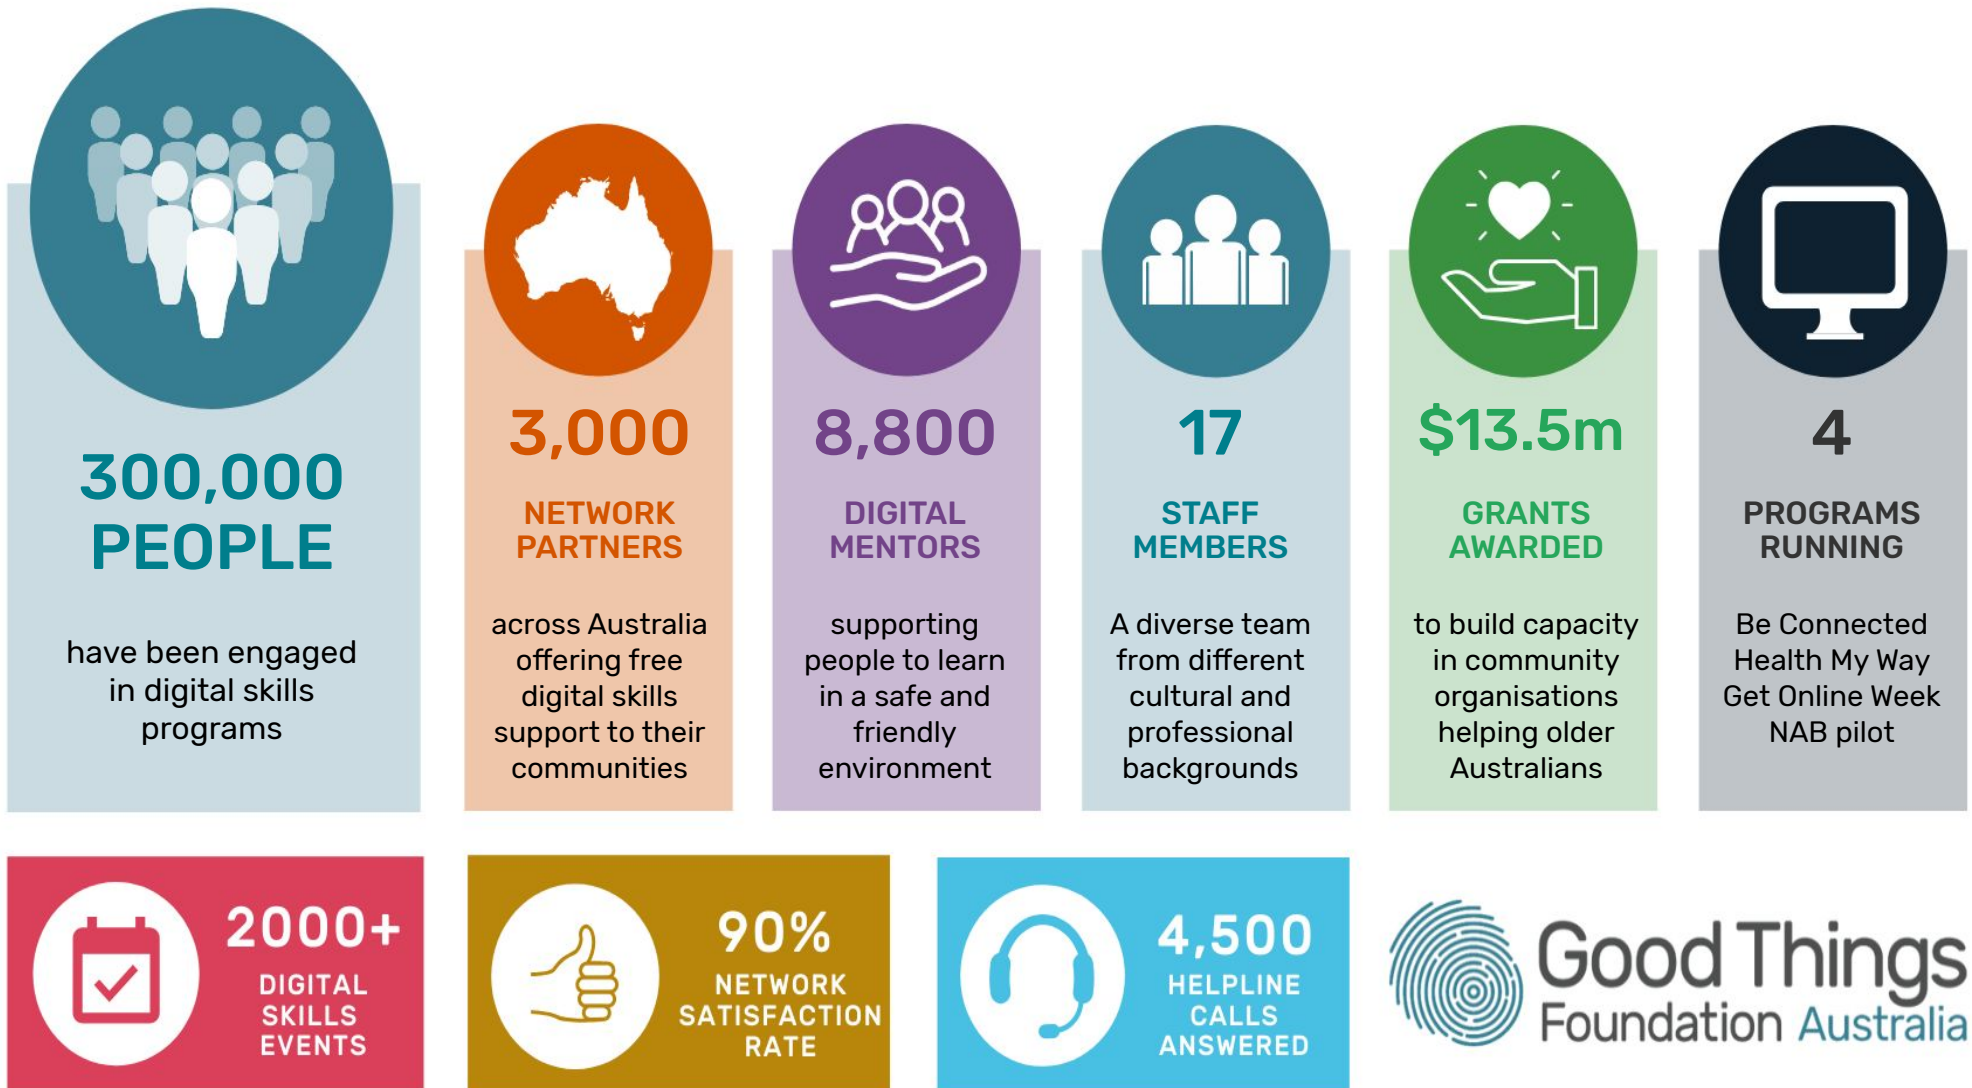 300,000
PEOPLE
have been engaged
in digital skills
programs
3,000
NETWORK
PARTNERS
across Australia
offering free
digital skills
support to their
communities
8,800
DIGITAL
MENTORS
supporting
people to learn
in a safe and
friendly
environment
17
STAFF
MEMBERS
A diverse team
from different
cultural and
professional
backgrounds
$13.5m
GRANTS
AWARDED
to build capacity
in community
organisations
helping older
Australians
4
PROGRAMS
RUNNING
Be Connected
Health My Way
Get Online Week
NAB pilot
2000+
DIGITAL
SKILLS
EVENTS
90%
NETWORK
SATISFACTION
RATE
4,500
HELPLINE
CALLS
ANSWERED
Good Things
Foundation Australia